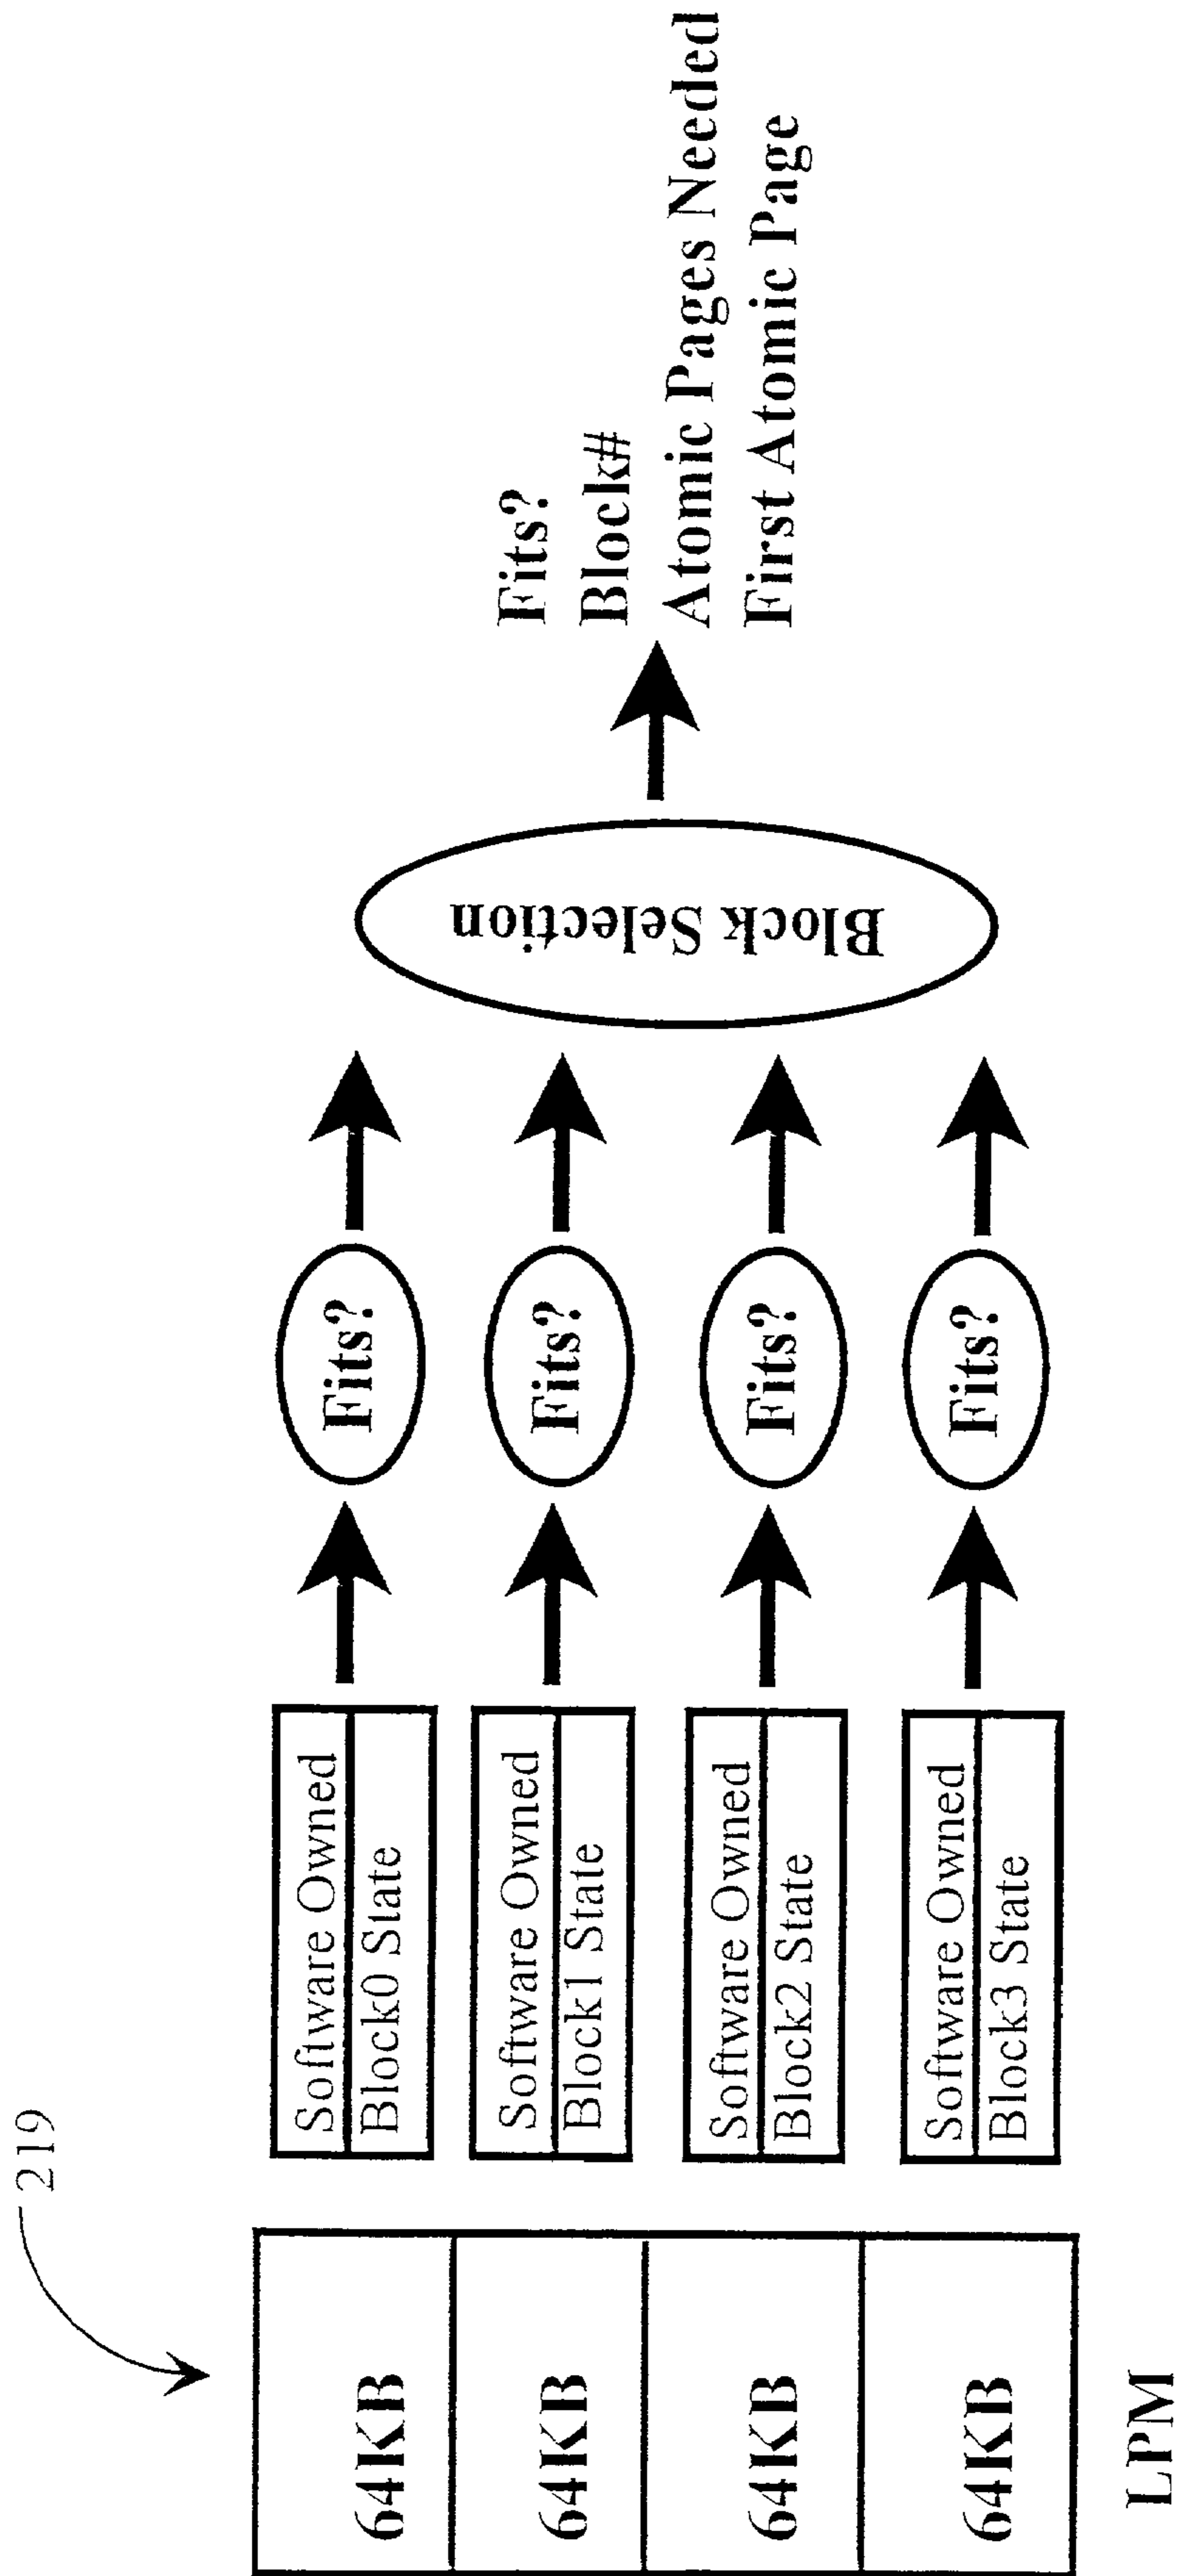 219
64KB
64KB
64KB
64KB
LPM
Software Owned
Block0 State
Software Owned
Block1 State
Software Owned
Block2 State
Software Owned
Block3 State
Fits?
Fits?
Fits?
Fits?
Block Selection
Fits?
Block#
Atomic Pages Needed
First Atomic Page